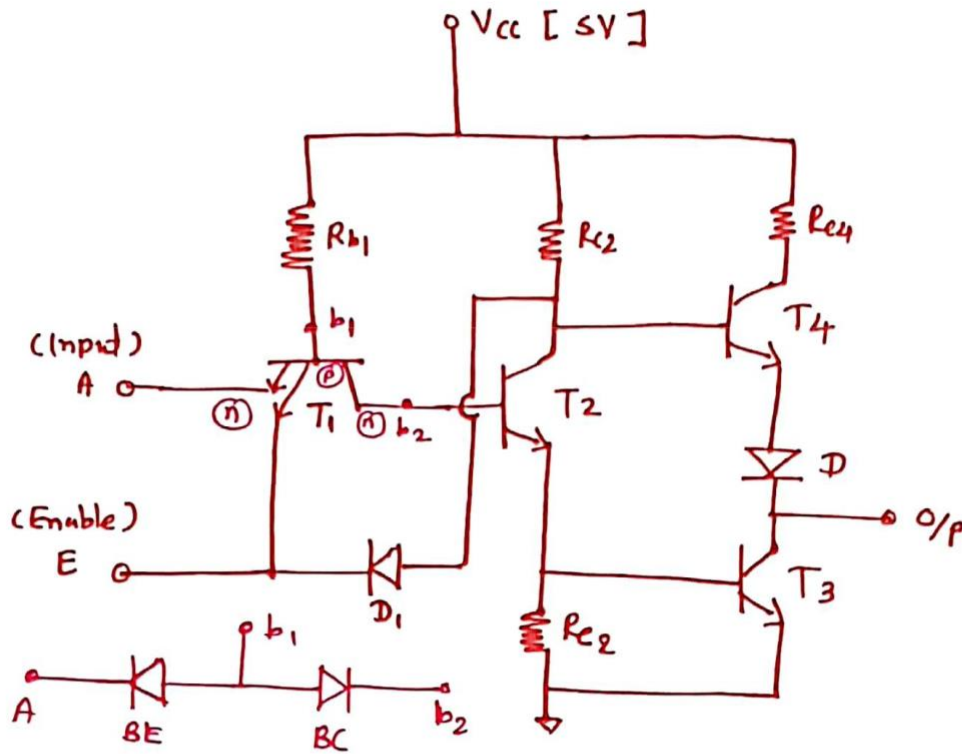 Vcc [ 5V ]
Rb1
Rc2
Rc4
b1
(Input)
A
T4
P
n
T1
n
b2
T2
D
(Enable)
E
O/P
D1
T3
Re2
b1
A
BE
BC
b2